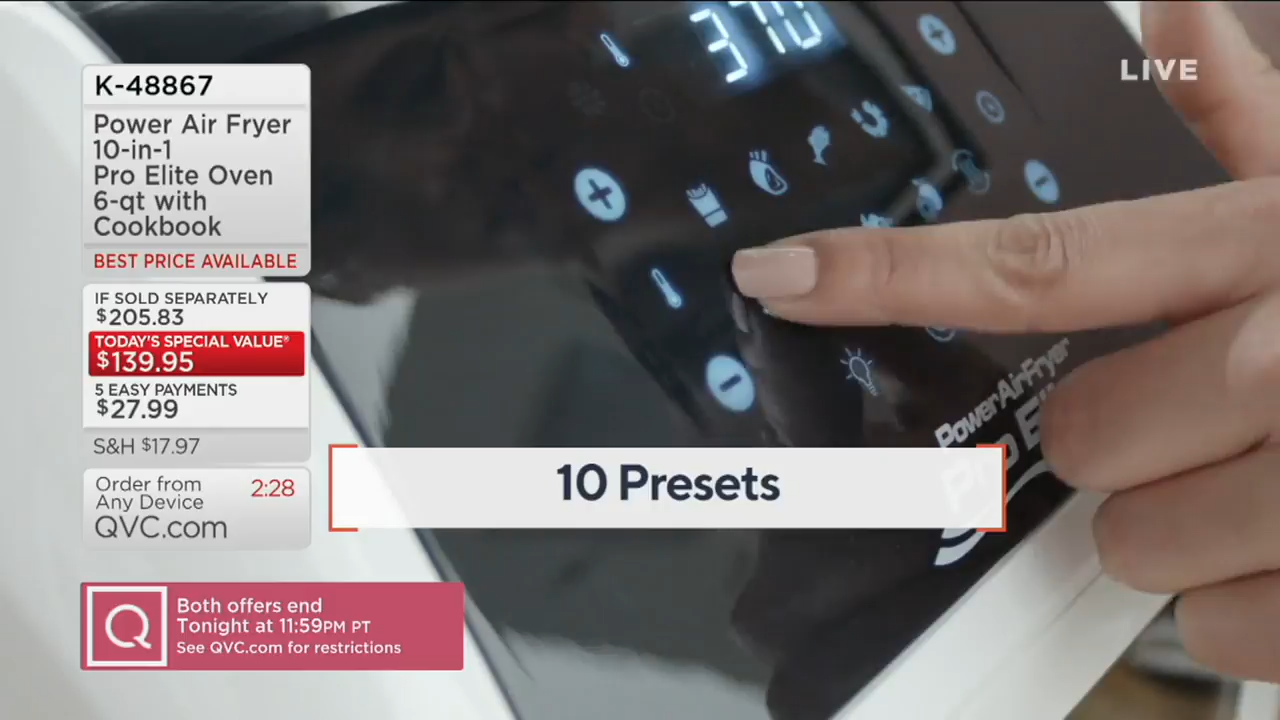 K-48867
Power Air Fryer
10-in-1
Pro Elite Oven
6-qt with
Cookbook
BEST PRICE AVAILABLE
IF SOLD SEPARATELY
$205.83
TODAY'S SPECIAL VALUE®
$139.95
5 EASY PAYMENTS
$27.99
S&H $17.97
Order from
Any Device
2:28
QVC.com
370
LIVE
PowerAirFryer
Pro
10 Presets
Q
Both offers end
Tonight at 11:59PM PT
See QVC.com for restrictions